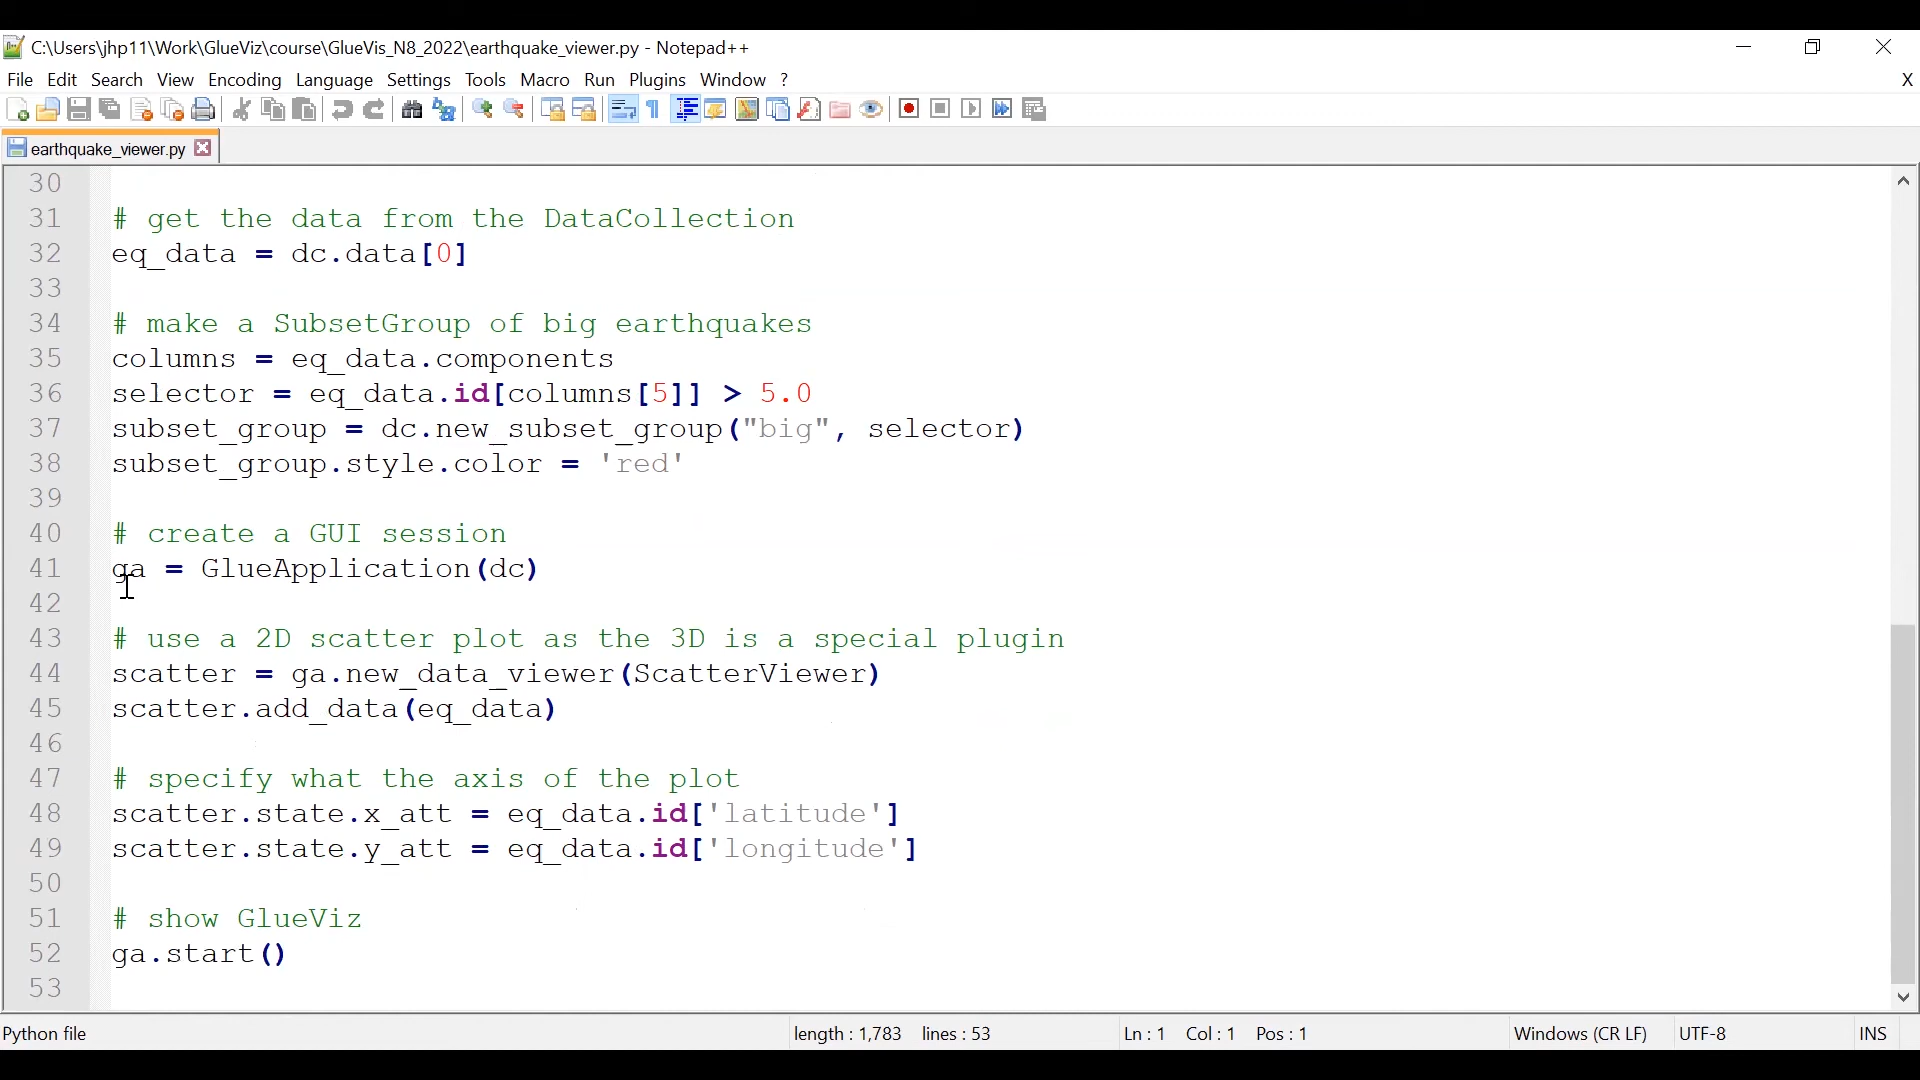 C:\Users\jhp11\Work\GlueViz\course\GlueVis_N8_2022\earthquake_viewer.py - Notepad++
File Edit Search View Encoding Language Settings Tools Macro Run Plugins Window ? X
earthquake_viewer.py
30
31 # get the data from the DataCollection
32 eq_data = dc.data[0]
33
34 # make a SubsetGroup of big earthquakes
35 columns = eq_data.components
36 selector = eq_data.id[columns[5]] > 5.0
37 subset_group = dc.new_subset_group("big", selector)
38 subset_group.style.color = 'red'
39
40 # create a GUI session
41 ga = GlueApplication(dc)
42
43 # use a 2D scatter plot as the 3D is a special plugin
44 scatter = ga.new_data_viewer(ScatterViewer)
45 scatter.add_data(eq_data)
46
47 # specify what the axis of the plot
48 scatter.state.x_att = eq_data.id['latitude']
49 scatter.state.y_att = eq_data.id['longitude']
50
51 # show GlueViz
52 ga.start()
53
Python file length : 1,783 lines : 53 Ln : 1 Col : 1 Pos : 1 Windows (CR LF) UTF-8 INS